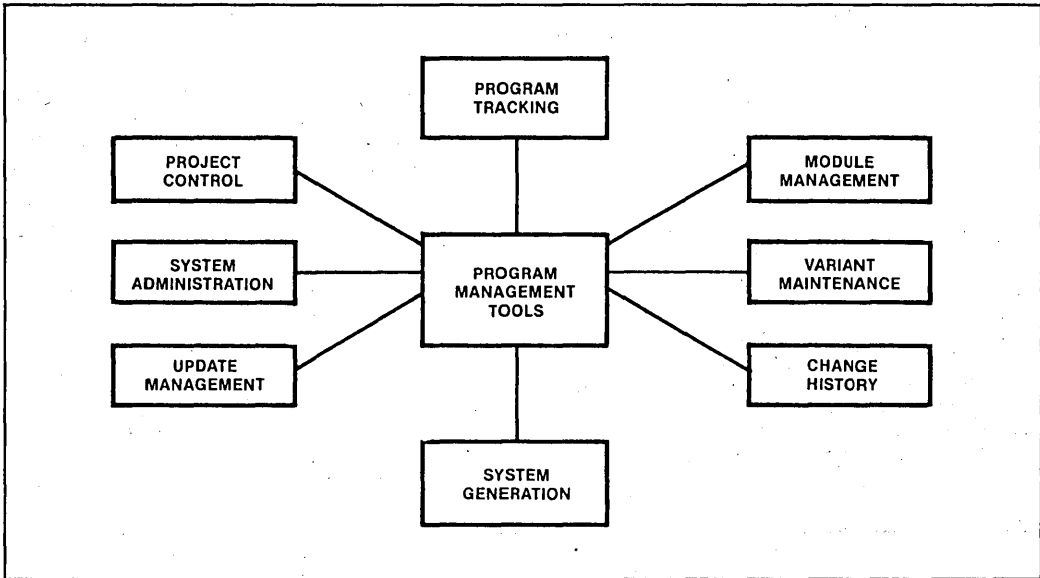 PROGRAM
TRACKING
PROJECT
CONTROL
MODULE
MANAGEMENT
SYSTEM
ADMINISTRATION
PROGRAM
MANAGEMENT
TOOLS
VARIANT
MAINTENANCE
UPDATE
MANAGEMENT
CHANGE
HISTORY
SYSTEM
GENERATION